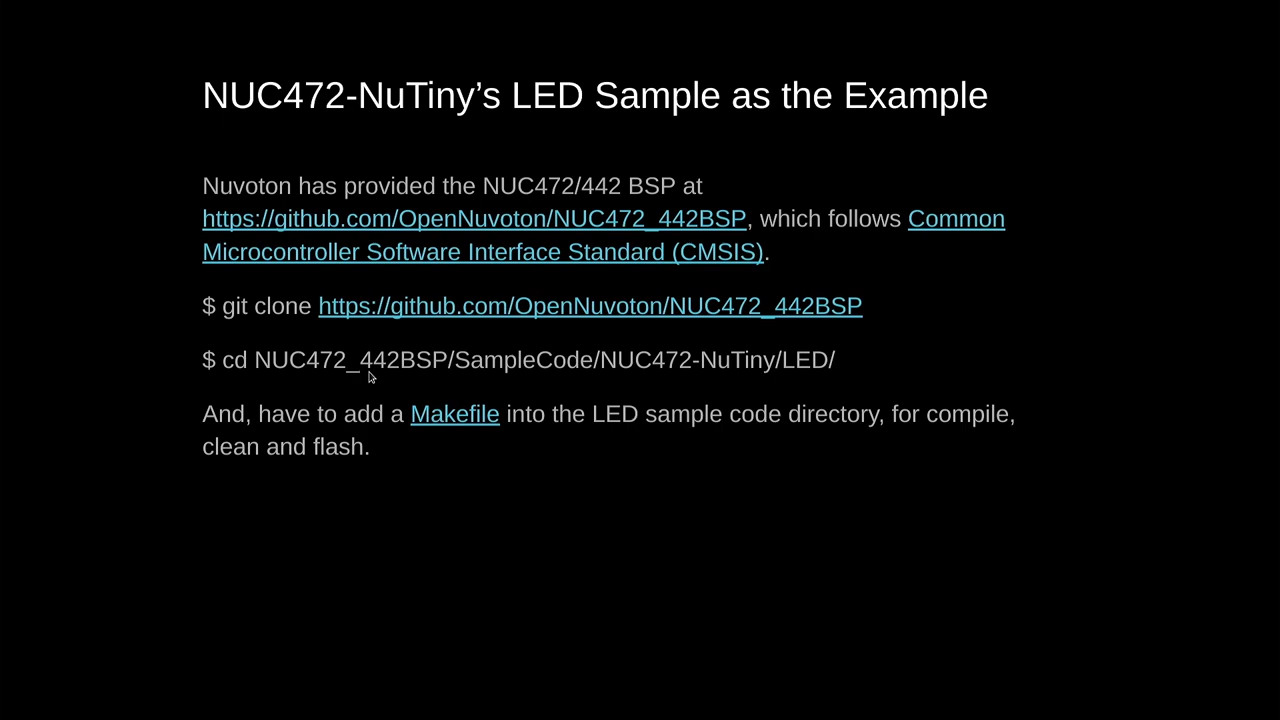 NUC472-NuTiny’s LED Sample as the Example
Nuvoton has provided the NUC472/442 BSP at
https://github.com/OpenNuvoton/NUC472_442BSP, which follows Common
Microcontroller Software Interface Standard (CMSIS).
$ git clone https://github.com/OpenNuvoton/NUC472_442BSP
$ cd NUC472_442BSP/SampleCode/NUC472-NuTiny/LED/
And, have to add a Makefile into the LED sample code directory, for compile,
clean and flash.